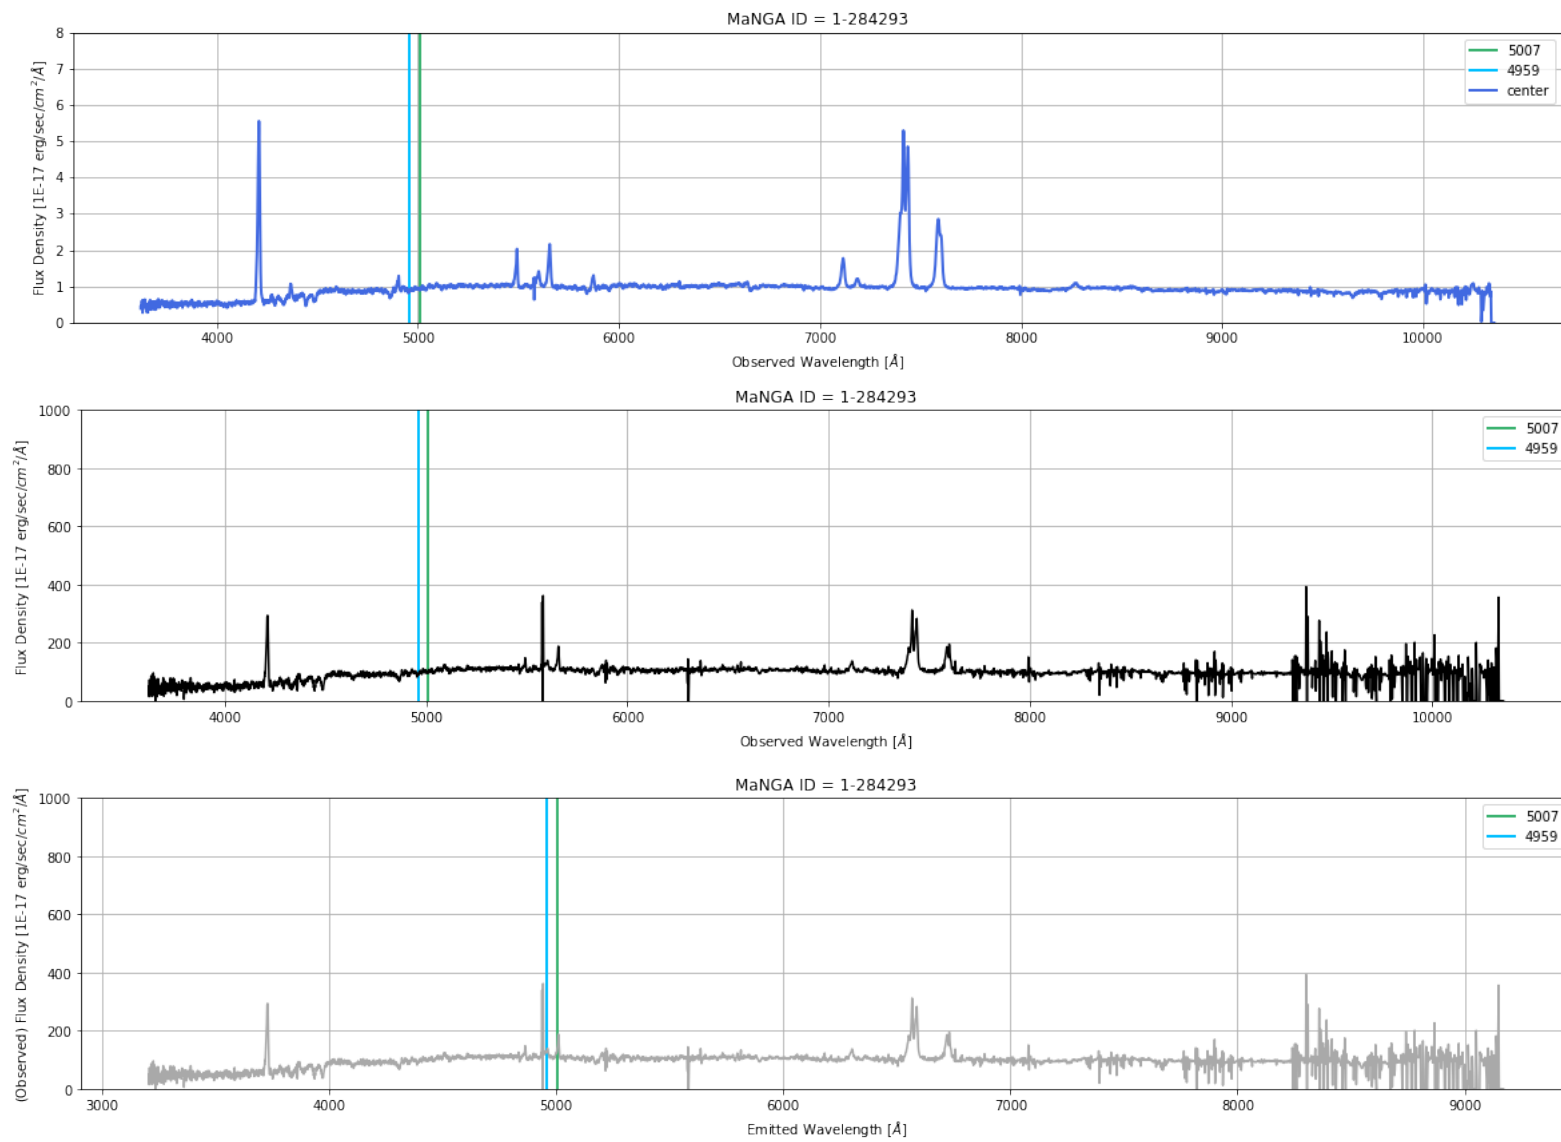 MaNGA ID = 1-284293
Flux Density [1E-17 erg/sec/cm²/Å]
8
7
6
5
4
3
2
1
0
5007
4959
center
4000 5000 6000 7000 8000 9000 10000
Observed Wavelength [Å]
MaNGA ID = 1-284293
Flux Density [1E-17 erg/sec/cm²/Å]
1000
800
600
400
200
0
5007
4959
4000 5000 6000 7000 8000 9000 10000
Observed Wavelength [Å]
MaNGA ID = 1-284293
(Observed) Flux Density [1E-17 erg/sec/cm²/Å]
1000
800
600
400
200
0
5007
4959
3000 4000 5000 6000 7000 8000 9000
Emitted Wavelength [Å]